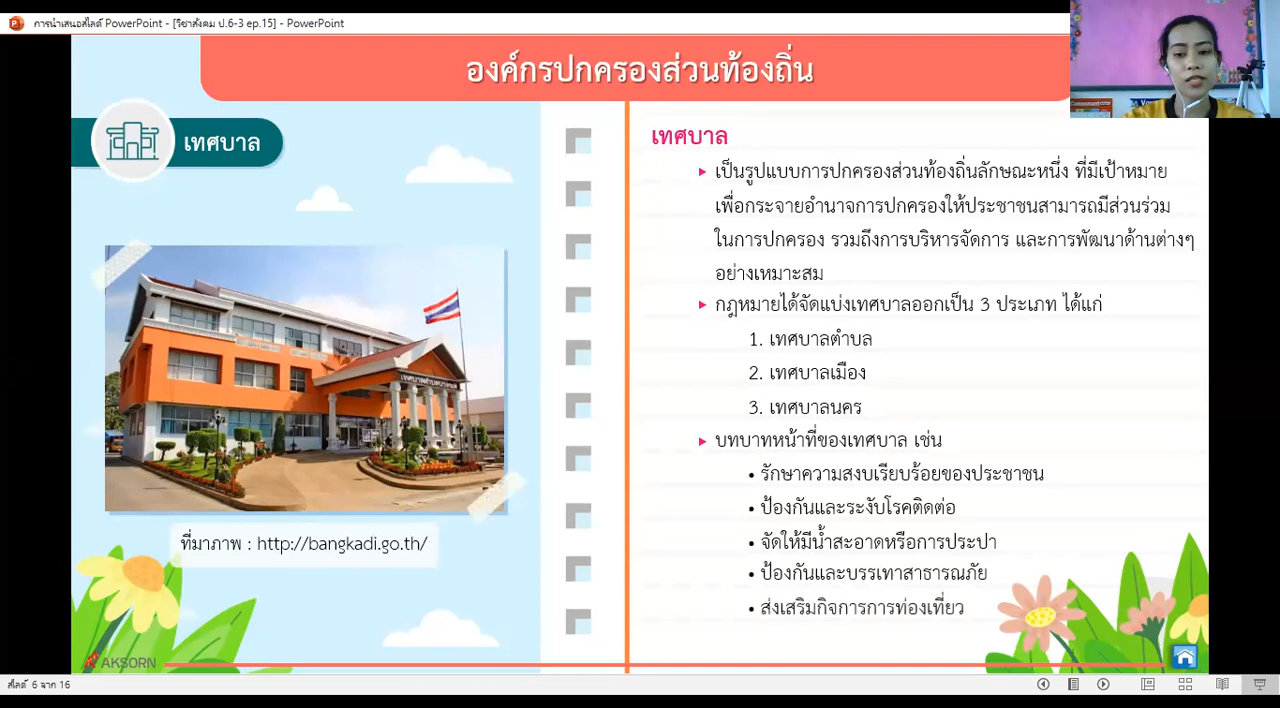 การนำเสนอสไลด์ PowerPoint - [วิชาสังคม ป.6-3 ep.15] - PowerPoint
องค์กรปกครองส่วนท้องถิ่น
เทศบาล
ที่มาภาพ : http://bangkadi.go.th/
AKSORN
เทศบาล
เป็นรูปแบบการปกครองส่วนท้องถิ่นลักษณะหนึ่ง ที่มีเป้าหมาย
เพื่อกระจายอำนาจการปกครองให้ประชาชนสามารถมีส่วนร่วม
ในการปกครอง รวมถึงการบริหารจัดการ และการพัฒนาด้านต่างๆ
อย่างเหมาะสม
กฎหมายได้จัดแบ่งเทศบาลออกเป็น 3 ประเภท ได้แก่
1. เทศบาลตำบล
2. เทศบาลเมือง
3. เทศบาลนคร
บทบาทหน้าที่ของเทศบาล เช่น
• รักษาความสงบเรียบร้อยของประชาชน
• ป้องกันและระงับโรคติดต่อ
• จัดให้มีน้ำสะอาดหรือการประปา
• ป้องกันและบรรเทาสาธารณภัย
• ส่งเสริมกิจการการท่องเที่ยว
สไลด์ 6 จาก 16